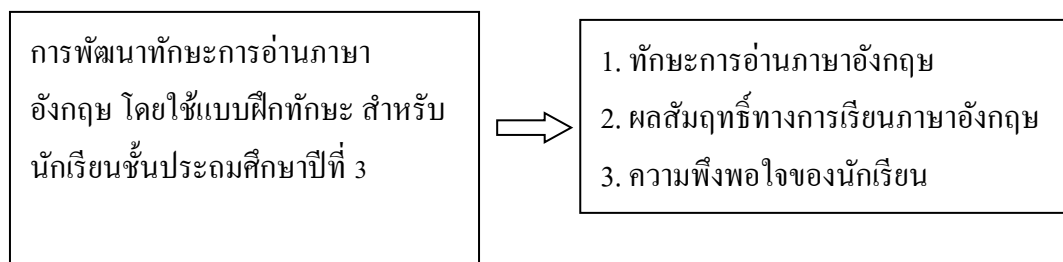 การพัฒนาทักษะการอ่านภาษา
อังกฤษ โดยใช้แบบฝึกทักษะ สำหรับ
นักเรียนชั้นประถมศึกษาปีที่ 3
1. ทักษะการอ่านภาษาอังกฤษ
2. ผลสัมฤทธิ์ทางการเรียนภาษาอังกฤษ
3. ความพึงพอใจของนักเรียน